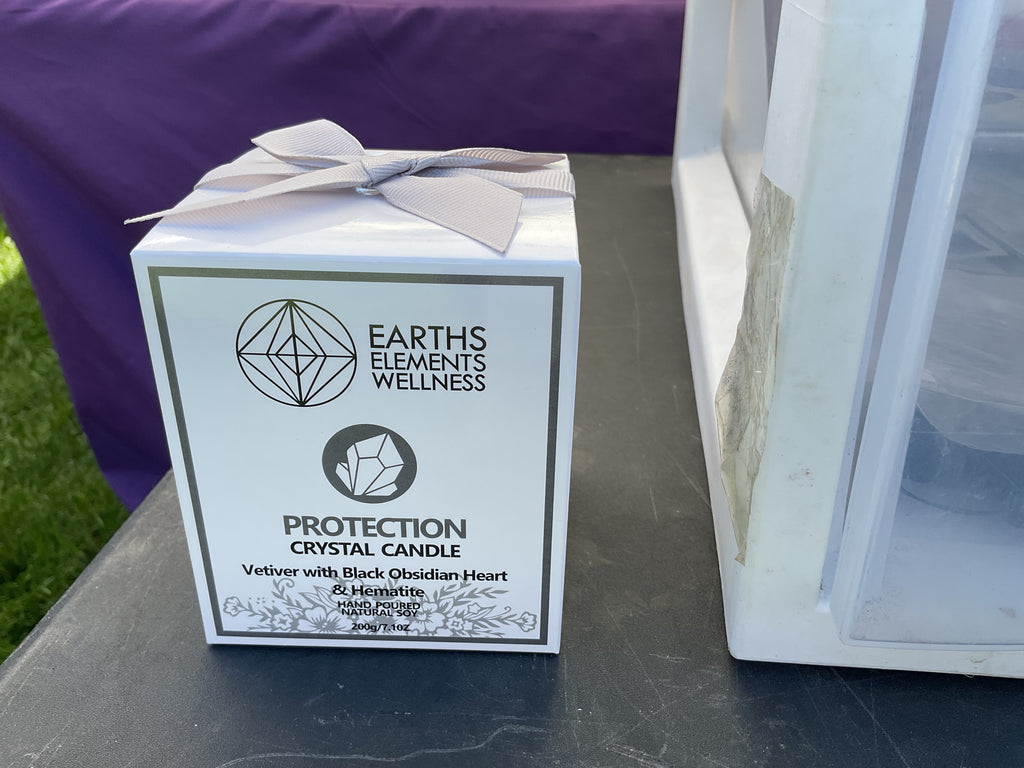 EARTHS
ELEMENTS
WELLNESS
PROTECTION
CRYSTAL CANDLE
Vetiver with Black Obsidian Heart
& Hematite
HAND POURED
NATURAL SOY
200g/7.1OZ